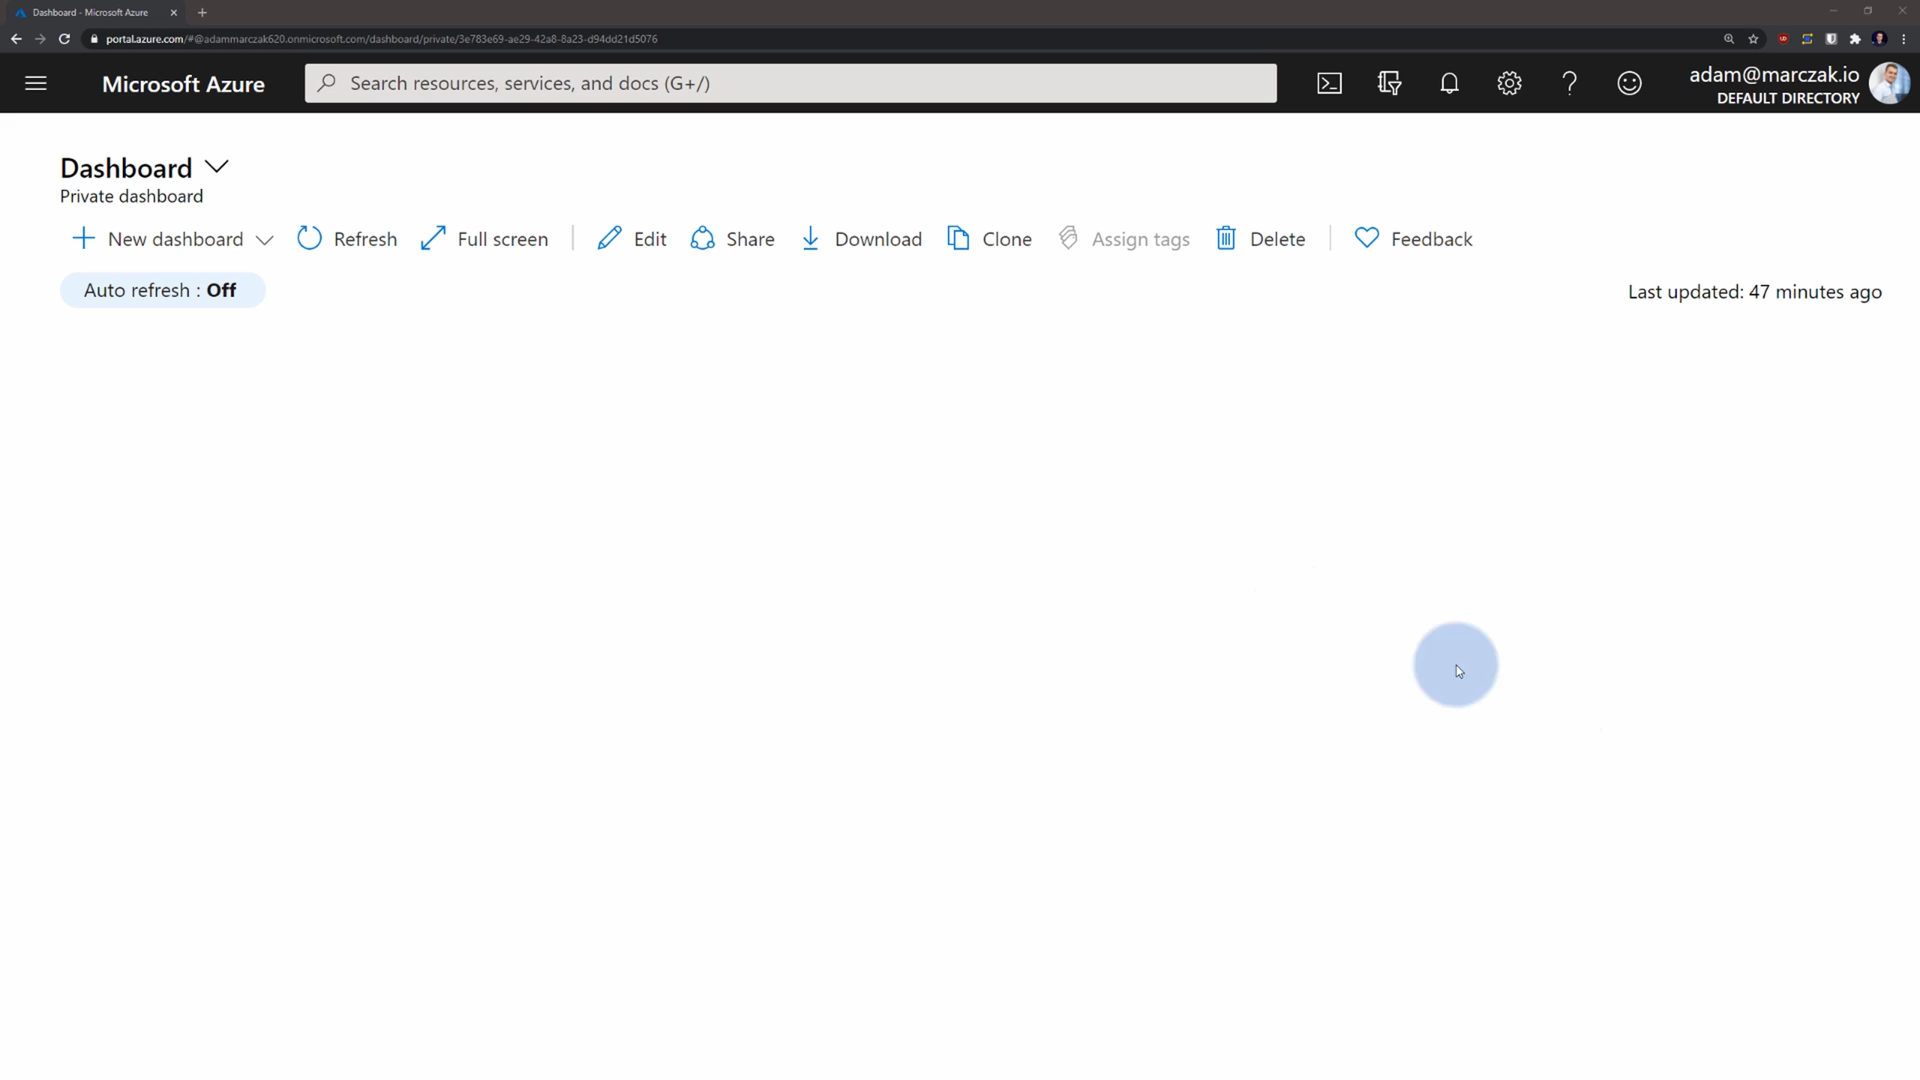 Dashboard - Microsoft Azure
portal.azure.com/#@adammarczak620.onmicrosoft.com/dashboard/private/3e783e69-ae29-42a8-8a23-d94dd21d5076
Microsoft Azure
Search resources, services, and docs (G+/)
adam@marczak.io
DEFAULT DIRECTORY
Dashboard
Private dashboard
New dashboard Refresh Full screen Edit Share Download Clone Assign tags Delete Feedback
Auto refresh : Off
Last updated: 47 minutes ago